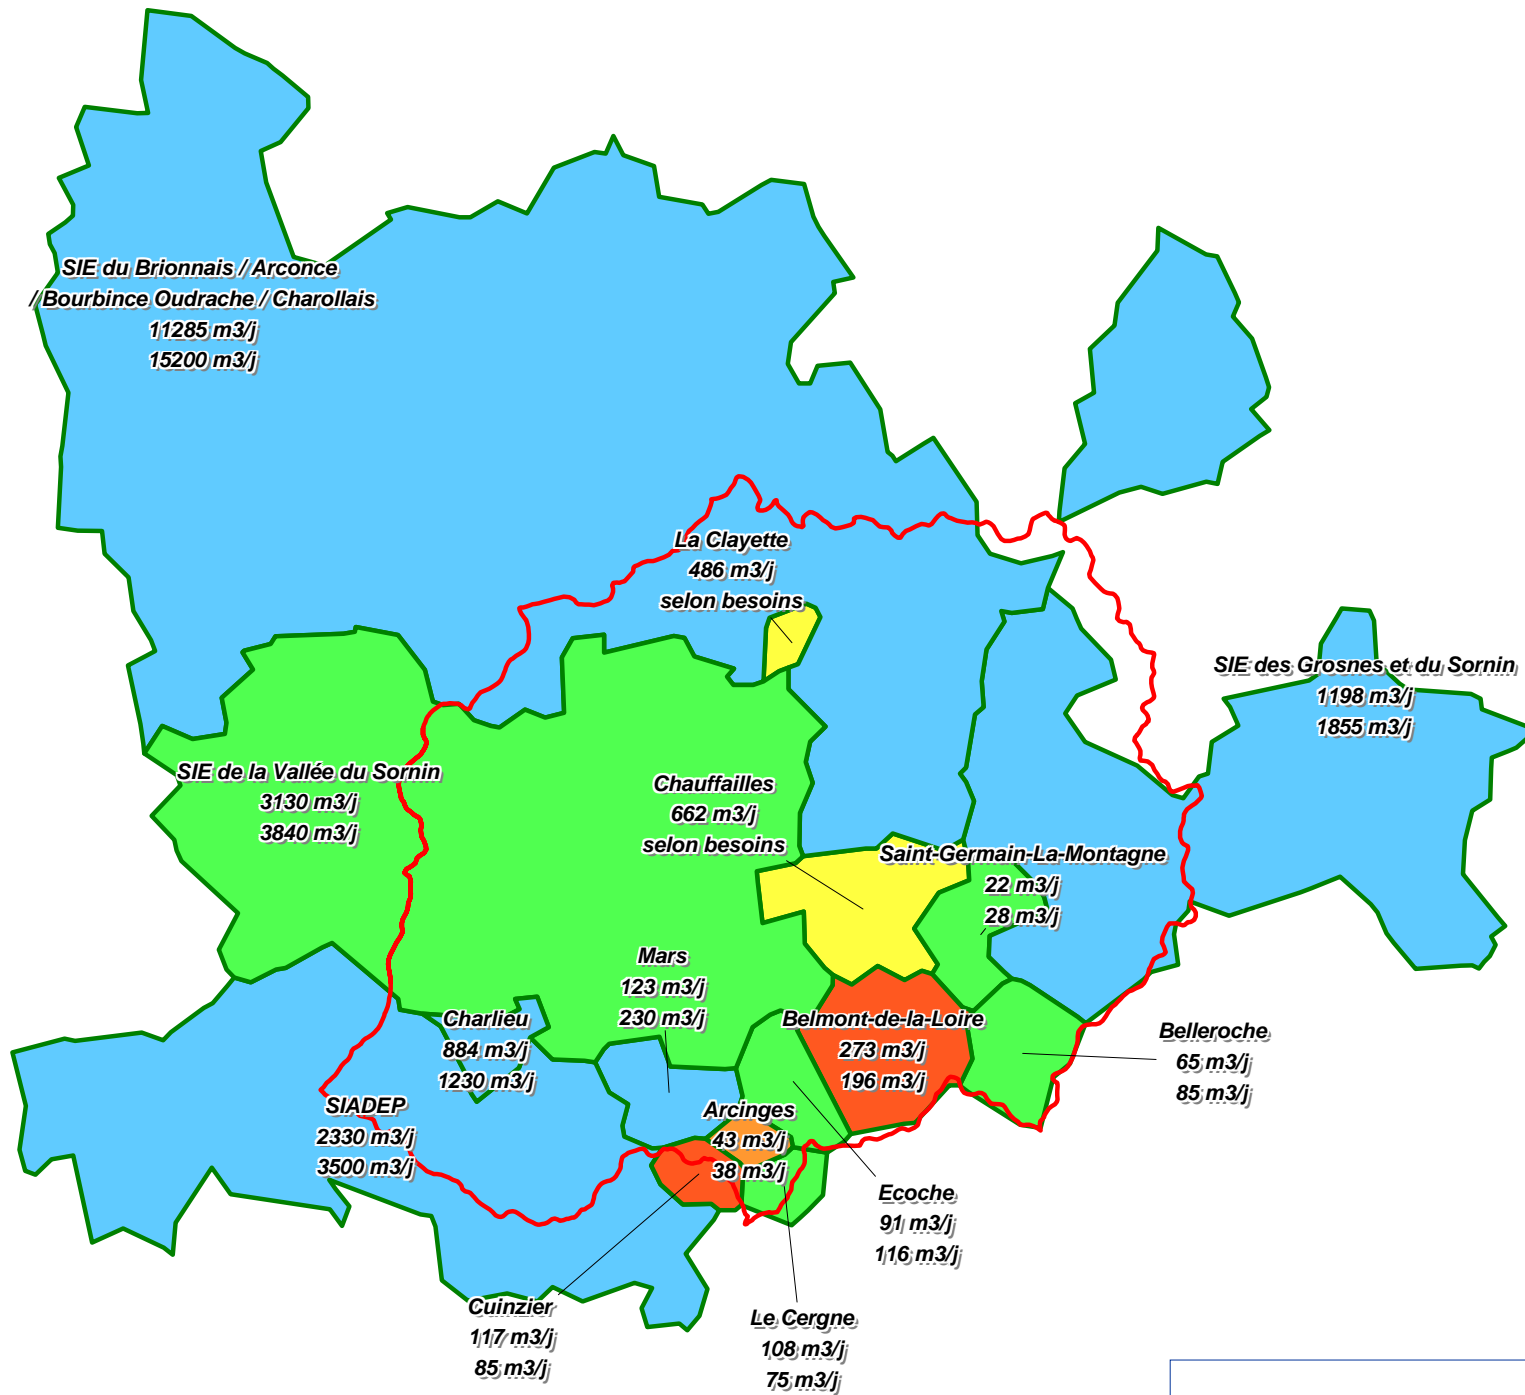 SIE du Brionnais / Arconce
/ Bourbince Oudrache / Charollais
11285 m3/j
15200 m3/j
La Clayette
486 m3/j
selon besoins
SIE des Grosnes et du Sornin
1198 m3/j
1855 m3/j
SIE de la Vallée du Sornin
3130 m3/j
3840 m3/j
Chauffailles
662 m3/j
selon besoins
Saint-Germain-La-Montagne
22 m3/j
28 m3/j
Mars
123 m3/j
230 m3/j
Charlieu
884 m3/j
1230 m3/j
Belmont-de-la-Loire
273 m3/j
196 m3/j
Belleroche
65 m3/j
85 m3/j
SIADEP
2330 m3/j
3500 m3/j
Arcinges
43 m3/j
38 m3/j
Ecoche
91 m3/j
116 m3/j
Cuinzier
117 m3/j
85 m3/j
Le Cergne
108 m3/j
75 m3/j